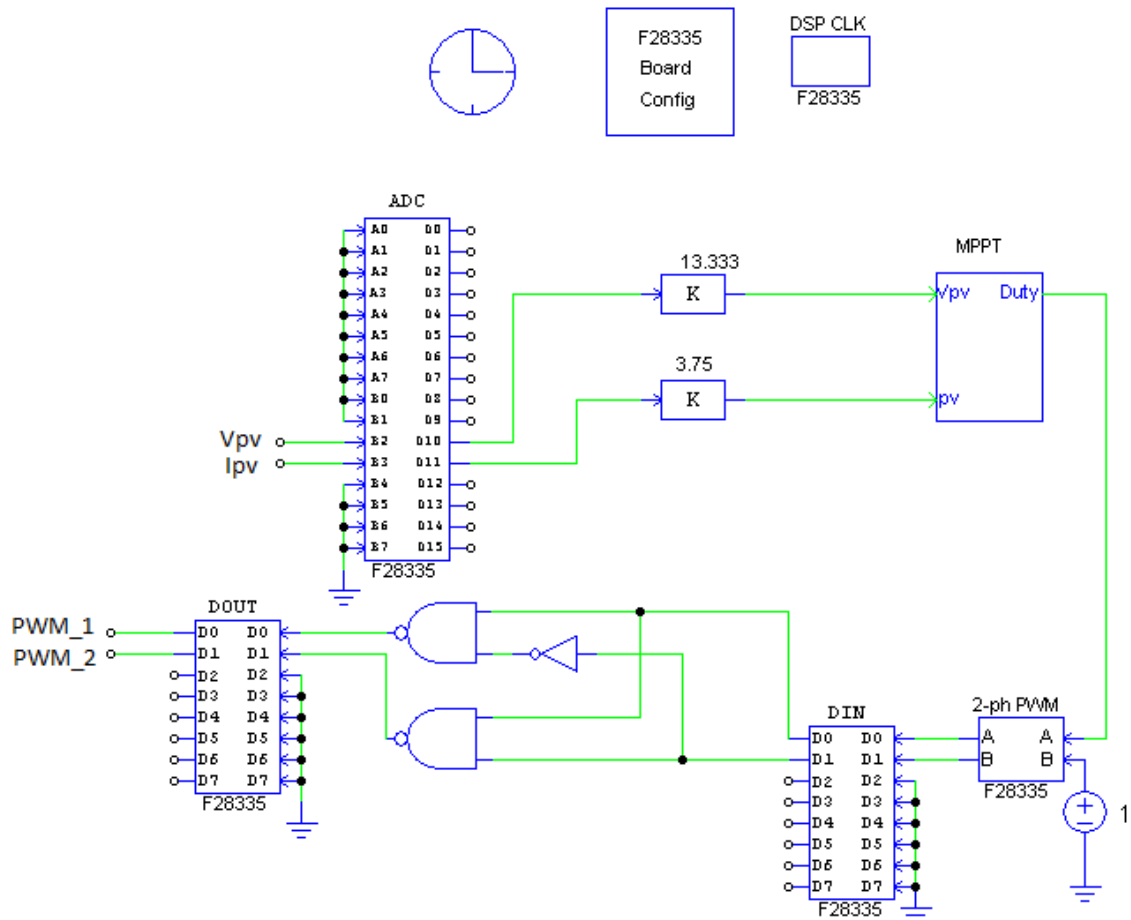 F28335
Board
Config
DSP CLK
F28335
ADC
A0 D0
A1 D1
A2 D2
A3 D3
A4 D4
A5 D5
A6 D6
A7 D7
B0 D8
B1 D9
B2 D10
B3 D11
B4 D12
B5 D13
B6 D14
B7 D15
F28335
Vpv
Ipv
13.333
K
3.75
K
MPPT
Vpv Duty
pv
DOUT
PWM_1
PWM_2
D0 D0
D1 D1
D2 D2
D3 D3
D4 D4
D5 D5
D6 D6
D7 D7
F28335
DIN
D0 D0
D1 D1
D2 D2
D3 D3
D4 D4
D5 D5
D6 D6
D7 D7
F28335
2-ph PWM
A A
B B
F28335
1